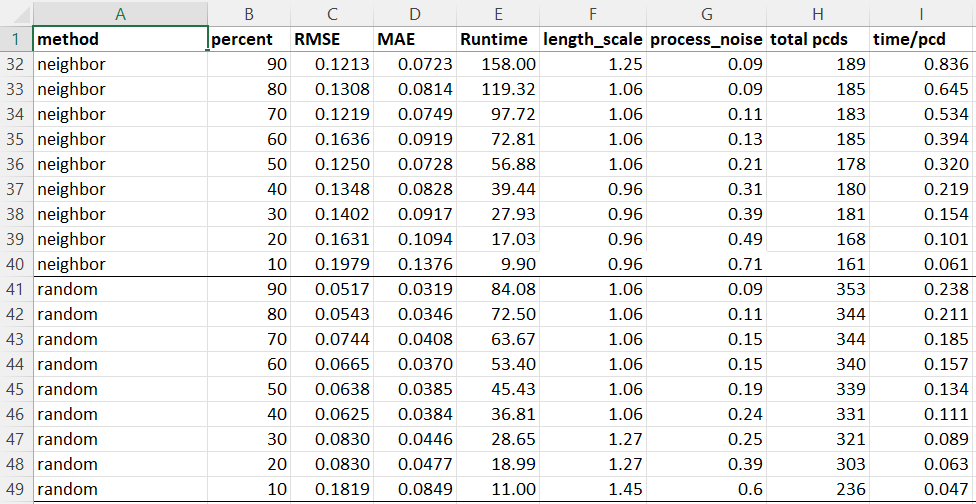 A B C D E F G H I
1 method percent RMSE MAE Runtime length_scale process_noise total pcds time/pcd
32 neighbor 90 0.1213 0.0723 158.00 1.25 0.09 189 0.836
33 neighbor 80 0.1308 0.0814 119.32 1.06 0.09 185 0.645
34 neighbor 70 0.1219 0.0749 97.72 1.06 0.11 183 0.534
35 neighbor 60 0.1636 0.0919 72.81 1.06 0.13 185 0.394
36 neighbor 50 0.1250 0.0728 56.88 1.06 0.21 178 0.320
37 neighbor 40 0.1348 0.0828 39.44 0.96 0.31 180 0.219
38 neighbor 30 0.1402 0.0917 27.93 0.96 0.39 181 0.154
39 neighbor 20 0.1631 0.1094 17.03 0.96 0.49 168 0.101
40 neighbor 10 0.1979 0.1376 9.90 0.96 0.71 161 0.061
41 random 90 0.0517 0.0319 84.08 1.06 0.09 353 0.238
42 random 80 0.0543 0.0346 72.50 1.06 0.11 344 0.211
43 random 70 0.0744 0.0408 63.67 1.06 0.15 344 0.185
44 random 60 0.0665 0.0370 53.40 1.06 0.15 340 0.157
45 random 50 0.0638 0.0385 45.43 1.06 0.19 339 0.134
46 random 40 0.0625 0.0384 36.81 1.06 0.24 331 0.111
47 random 30 0.0830 0.0446 28.65 1.27 0.25 321 0.089
48 random 20 0.0830 0.0477 18.99 1.27 0.39 303 0.063
49 random 10 0.1819 0.0849 11.00 1.45 0.6 236 0.047